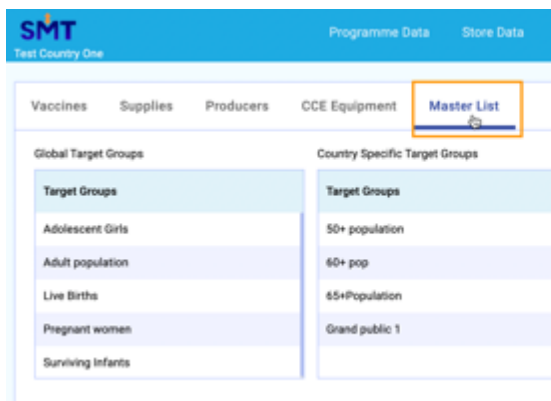 SMT
Test Country One
Programme Data Store Data
Vaccines Supplies Producers CCE Equipment Master List
Global Target Groups
Target Groups
Adolescent Girls
Adult population
Live Births
Pregnant women
Surviving Infants
Country Specific Target Groups
Target Groups
50+ population
60+ pop
65+Population
Grand public 1